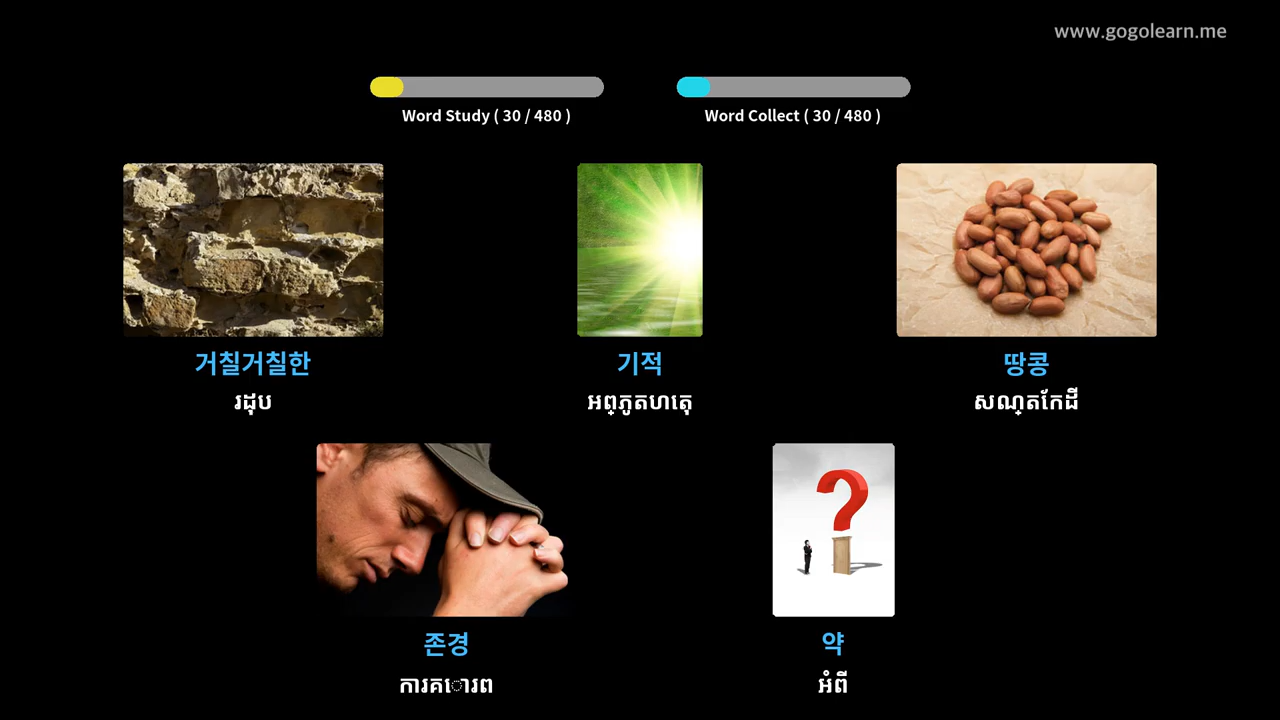 www.gogolearn.me
Word Study ( 30 / 480 )
Word Collect ( 30 / 480 )
거칠거칠한
기적
땅콩
រដុប
អព្ភូតហតេុ
សណ្តកែដី
존경
약
ការគោរព
អំពី